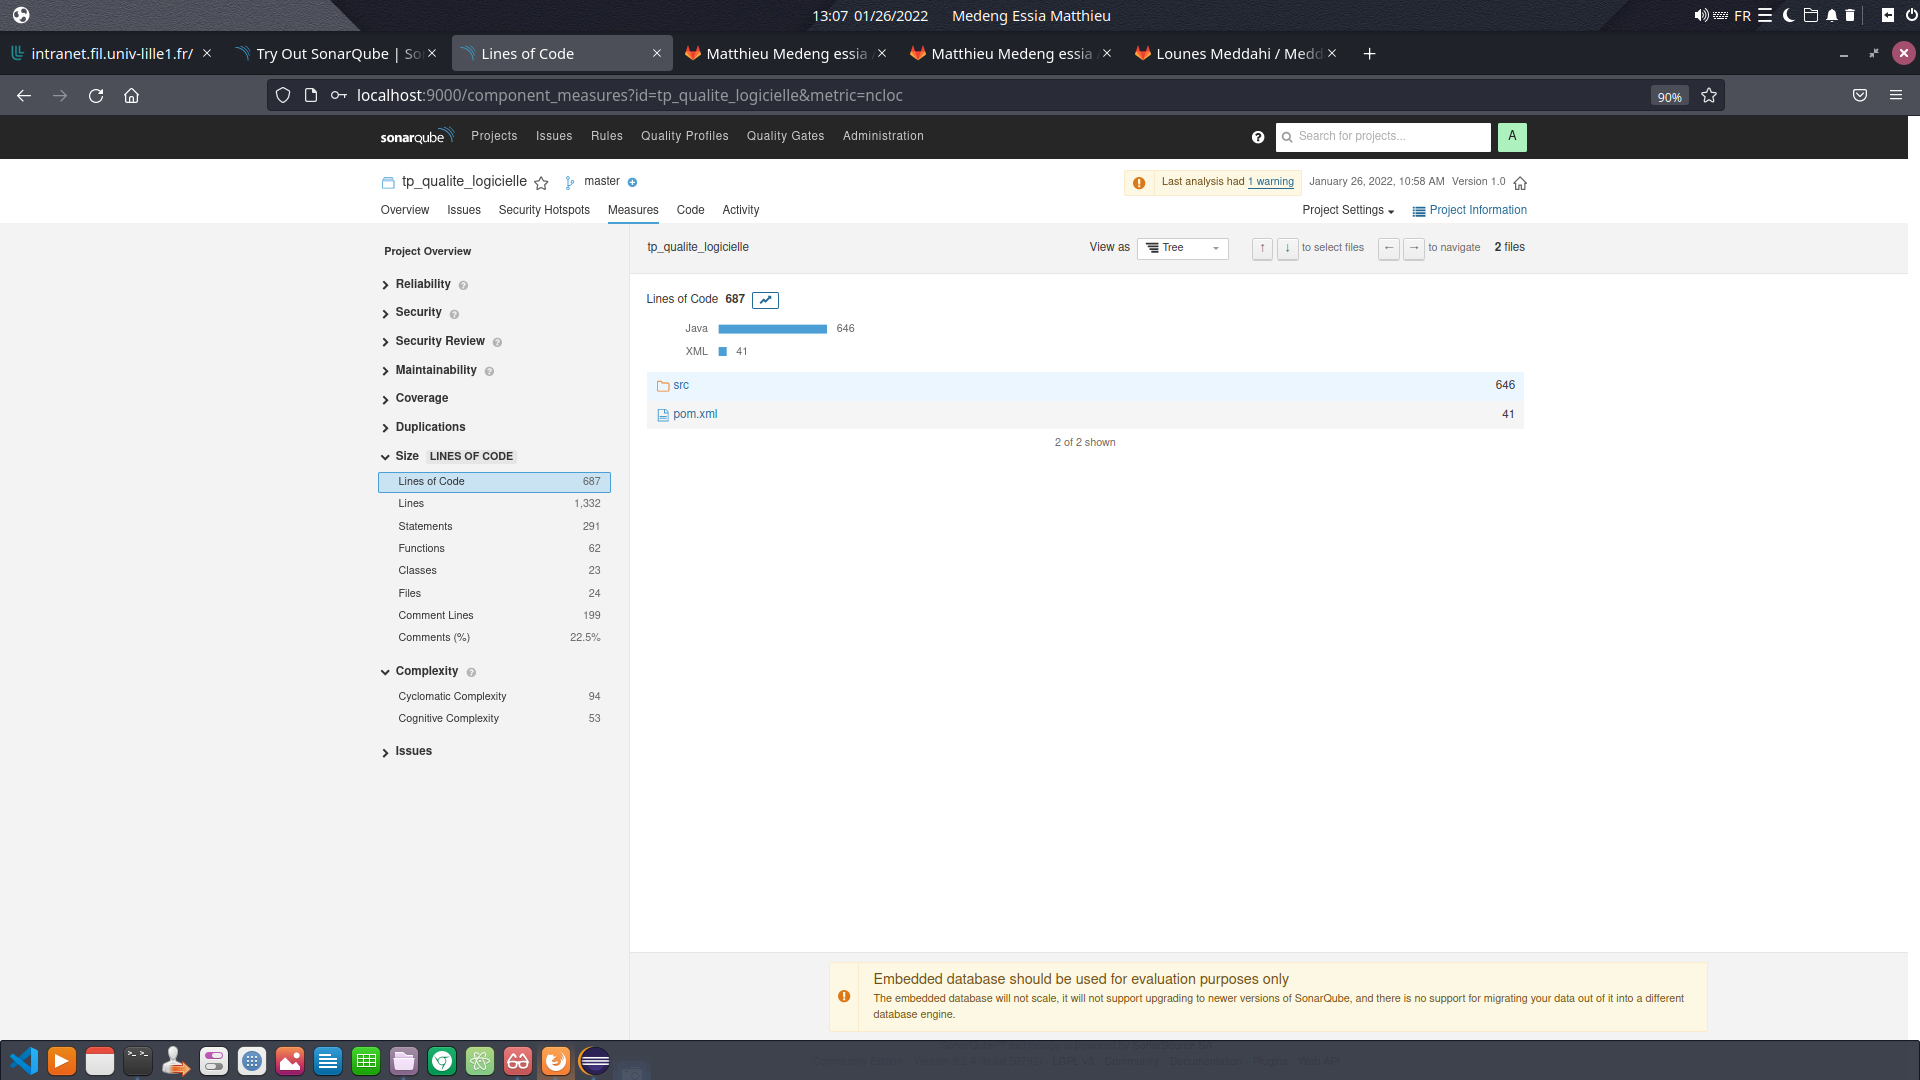 13:07 01/26/2022 Medeng Essia Matthieu
FR
intranet.fil.univ-lille1.fr/ Try Out SonarQube | So Lines of Code Matthieu Medeng essia Matthieu Medeng essia Lounes Meddahi / Medd
localhost:9000/component_measures?id=tp_qualite_logicielle&metric=ncloc 90%
sonarqube Projects Issues Rules Quality Profiles Quality Gates Administration Search for projects... A
tp_qualite_logicielle master Last analysis had 1 warning January 26, 2022, 10:58 AM Version 1.0
Overview Issues Security Hotspots Measures Code Activity Project Settings Project Information
Project Overview
tp_qualite_logicielle View as Tree ↑ ↓ to select files ← → to navigate 2 files
Reliability
Security
Security Review
Maintainability
Coverage
Duplications
Size LINES OF CODE
Lines of Code 687
Lines 1,332
Statements 291
Functions 62
Classes 23
Files 24
Comment Lines 199
Comments (%) 22.5%
Complexity
Cyclomatic Complexity 94
Cognitive Complexity 53
Issues
Lines of Code 687
Java 646
XML 41
src 646
pom.xml 41
2 of 2 shown
Embedded database should be used for evaluation purposes only
The embedded database will not scale, it will not support upgrading to newer versions of SonarQube, and there is no support for migrating your data out of it into a different
database engine.